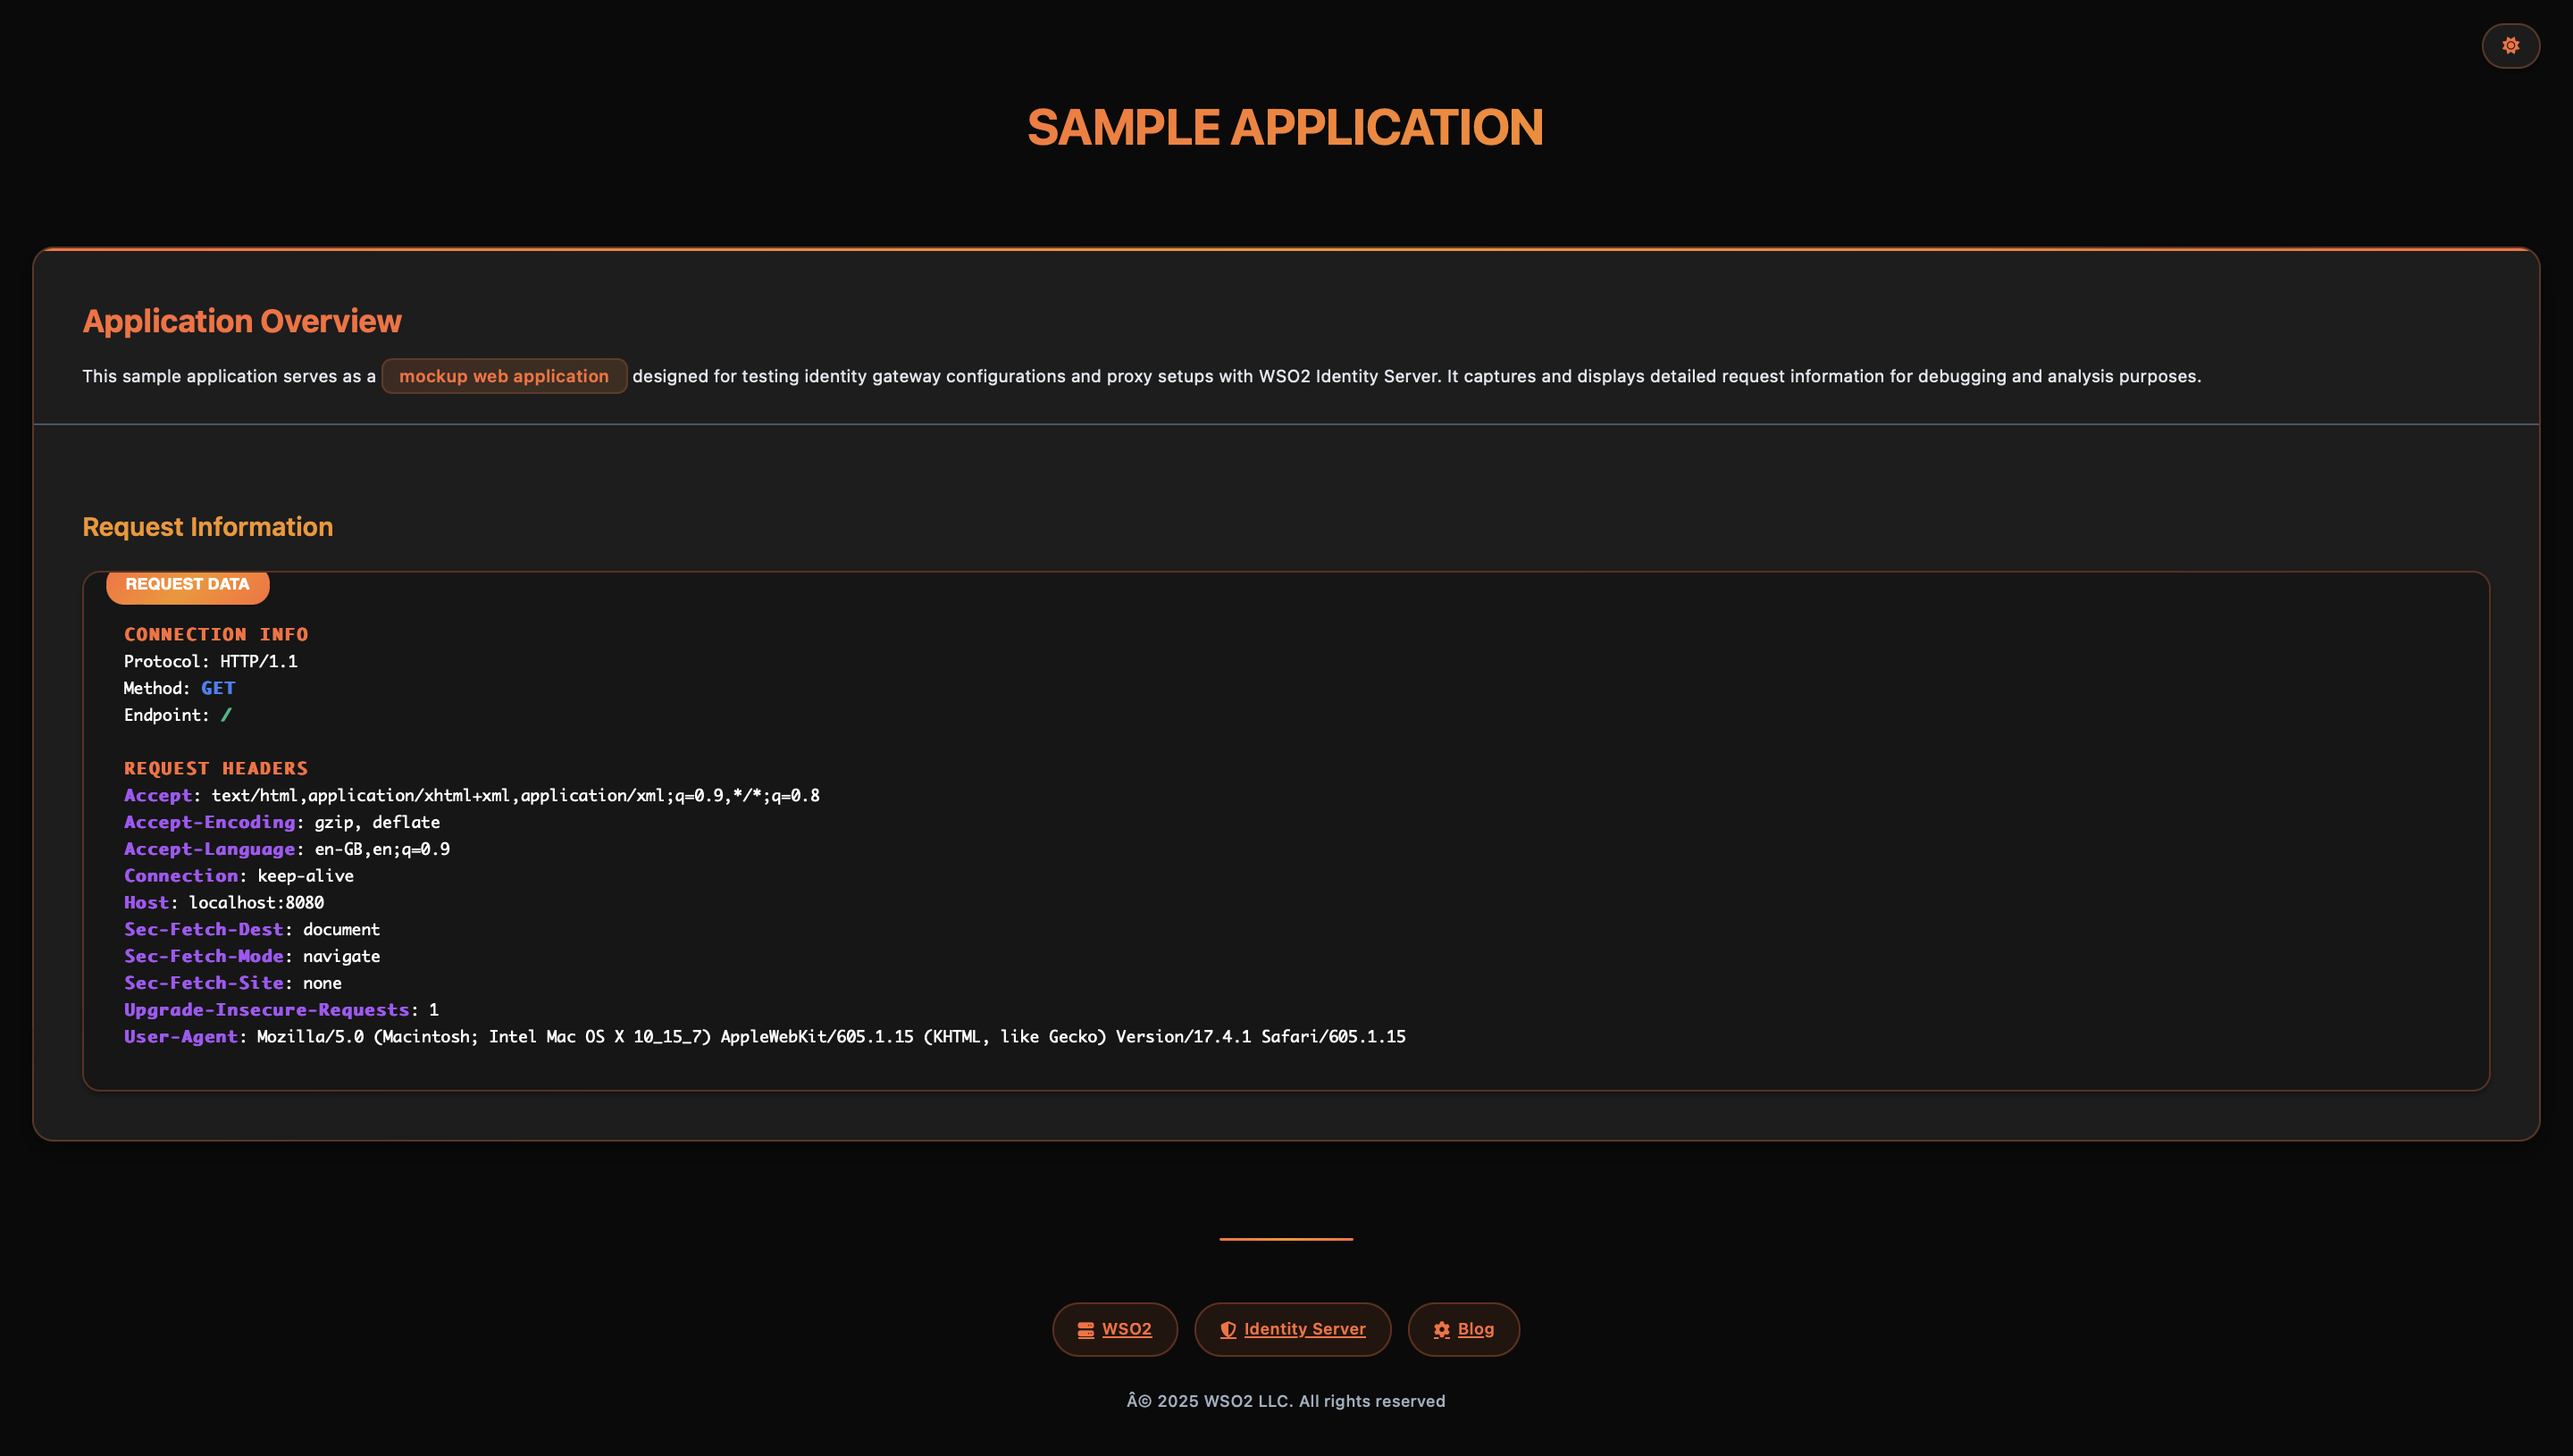 SAMPLE APPLICATION
Application Overview
This sample application serves as a mockup web application designed for testing identity gateway configurations and proxy setups with WSO2 Identity Server. It captures and displays detailed request information for debugging and analysis purposes.
Request Information
REQUEST DATA
CONNECTION INFO
Protocol: HTTP/1.1
Method: GET
Endpoint: /
REQUEST HEADERS
Accept: text/html,application/xhtml+xml,application/xml;q=0.9,*/*;q=0.8
Accept-Encoding: gzip, deflate
Accept-Language: en-GB,en;q=0.9
Connection: keep-alive
Host: localhost:8080
Sec-Fetch-Dest: document
Sec-Fetch-Mode: navigate
Sec-Fetch-Site: none
Upgrade-Insecure-Requests: 1
User-Agent: Mozilla/5.0 (Macintosh; Intel Mac OS X 10_15_7) AppleWebKit/605.1.15 (KHTML, like Gecko) Version/17.4.1 Safari/605.1.15
WSO2 Identity Server Blog
Â© 2025 WSO2 LLC. All rights reserved